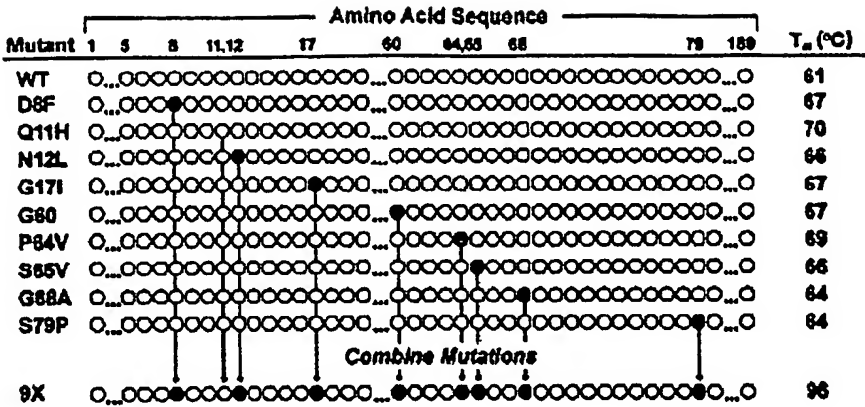 Amino Acid Sequence
Mutant 1 5 8 11,12 17 60 64,65 68 79 189 Tm (°C)
WT 61
D8F 67
Q11H 70
N12L 66
G17I 67
G60 67
P64V 69
S65V 66
G68A 64
S79P 64
Combine Mutations
9X 96